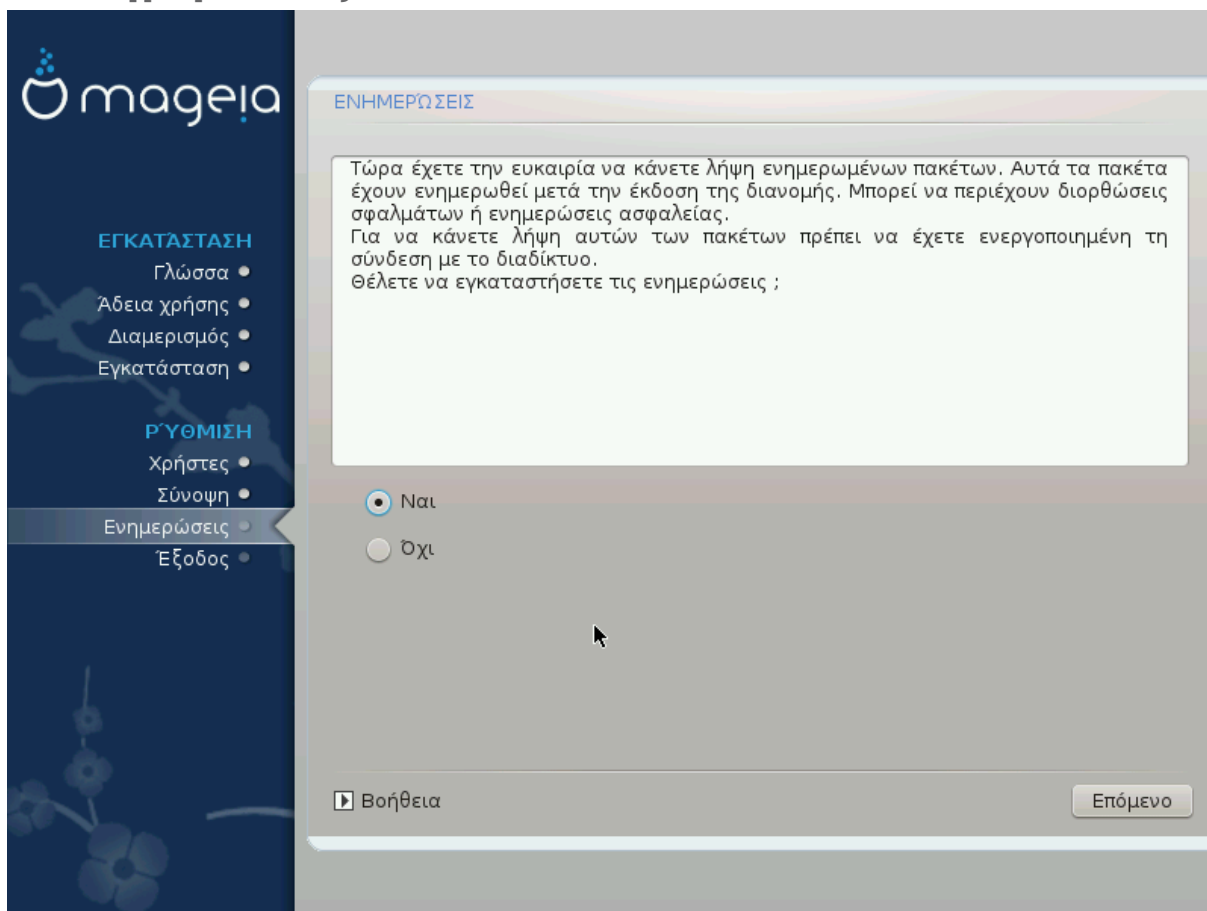 mageia
ΕΓΚΑΤΆΣΤΑΣΗ
Γλώσσα
Άδεια χρήσης
Διαμερισμός
Εγκατάσταση
ΡΎΘΜΙΣΗ
Χρήστες
Σύνοψη
Ενημερώσεις
Έξοδος
ΕΝΗΜΕΡΏΣΕΙΣ
Τώρα έχετε την ευκαιρία να κάνετε λήψη ενημερωμένων πακέτων. Αυτά τα πακέτα
έχουν ενημερωθεί μετά την έκδοση της διανομής. Μπορεί να περιέχουν διορθώσεις
σφαλμάτων ή ενημερώσεις ασφαλείας.
Για να κάνετε λήψη αυτών των πακέτων πρέπει να έχετε ενεργοποιημένη τη
σύνδεση με το διαδίκτυο.
Θέλετε να εγκαταστήσετε τις ενημερώσεις ;
Ναι
Όχι
Βοήθεια
Επόμενο